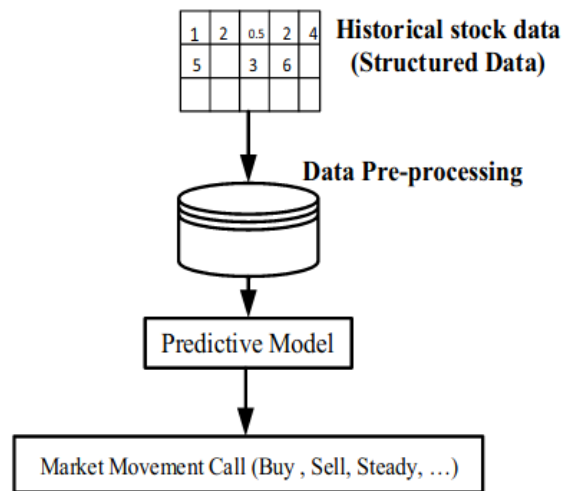 1 2 0.5 2 4
5 3 6
Historical stock data
(Structured Data)
Data Pre-processing
Predictive Model
Market Movement Call (Buy , Sell, Steady, …)